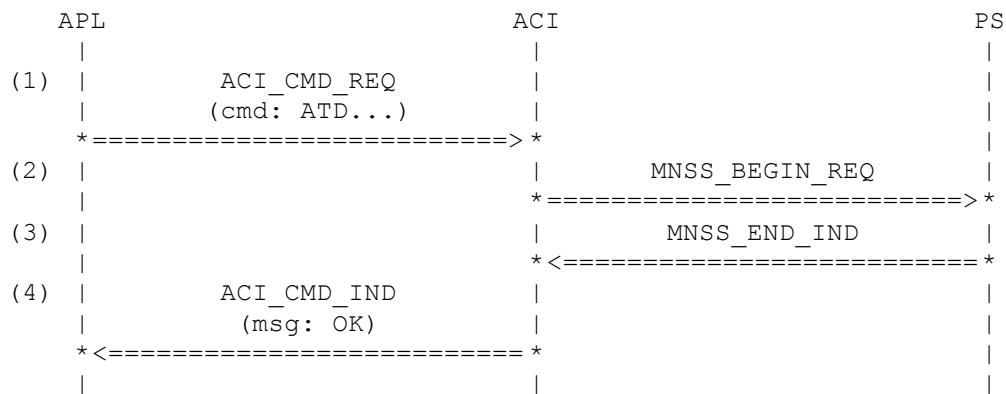 APL ACI PS
(1) ACI_CMD_REQ
(cmd: ATD...)
(2) MNSS_BEGIN_REQ
(3) MNSS_END_IND
(4) ACI_CMD_IND
(msg: OK)